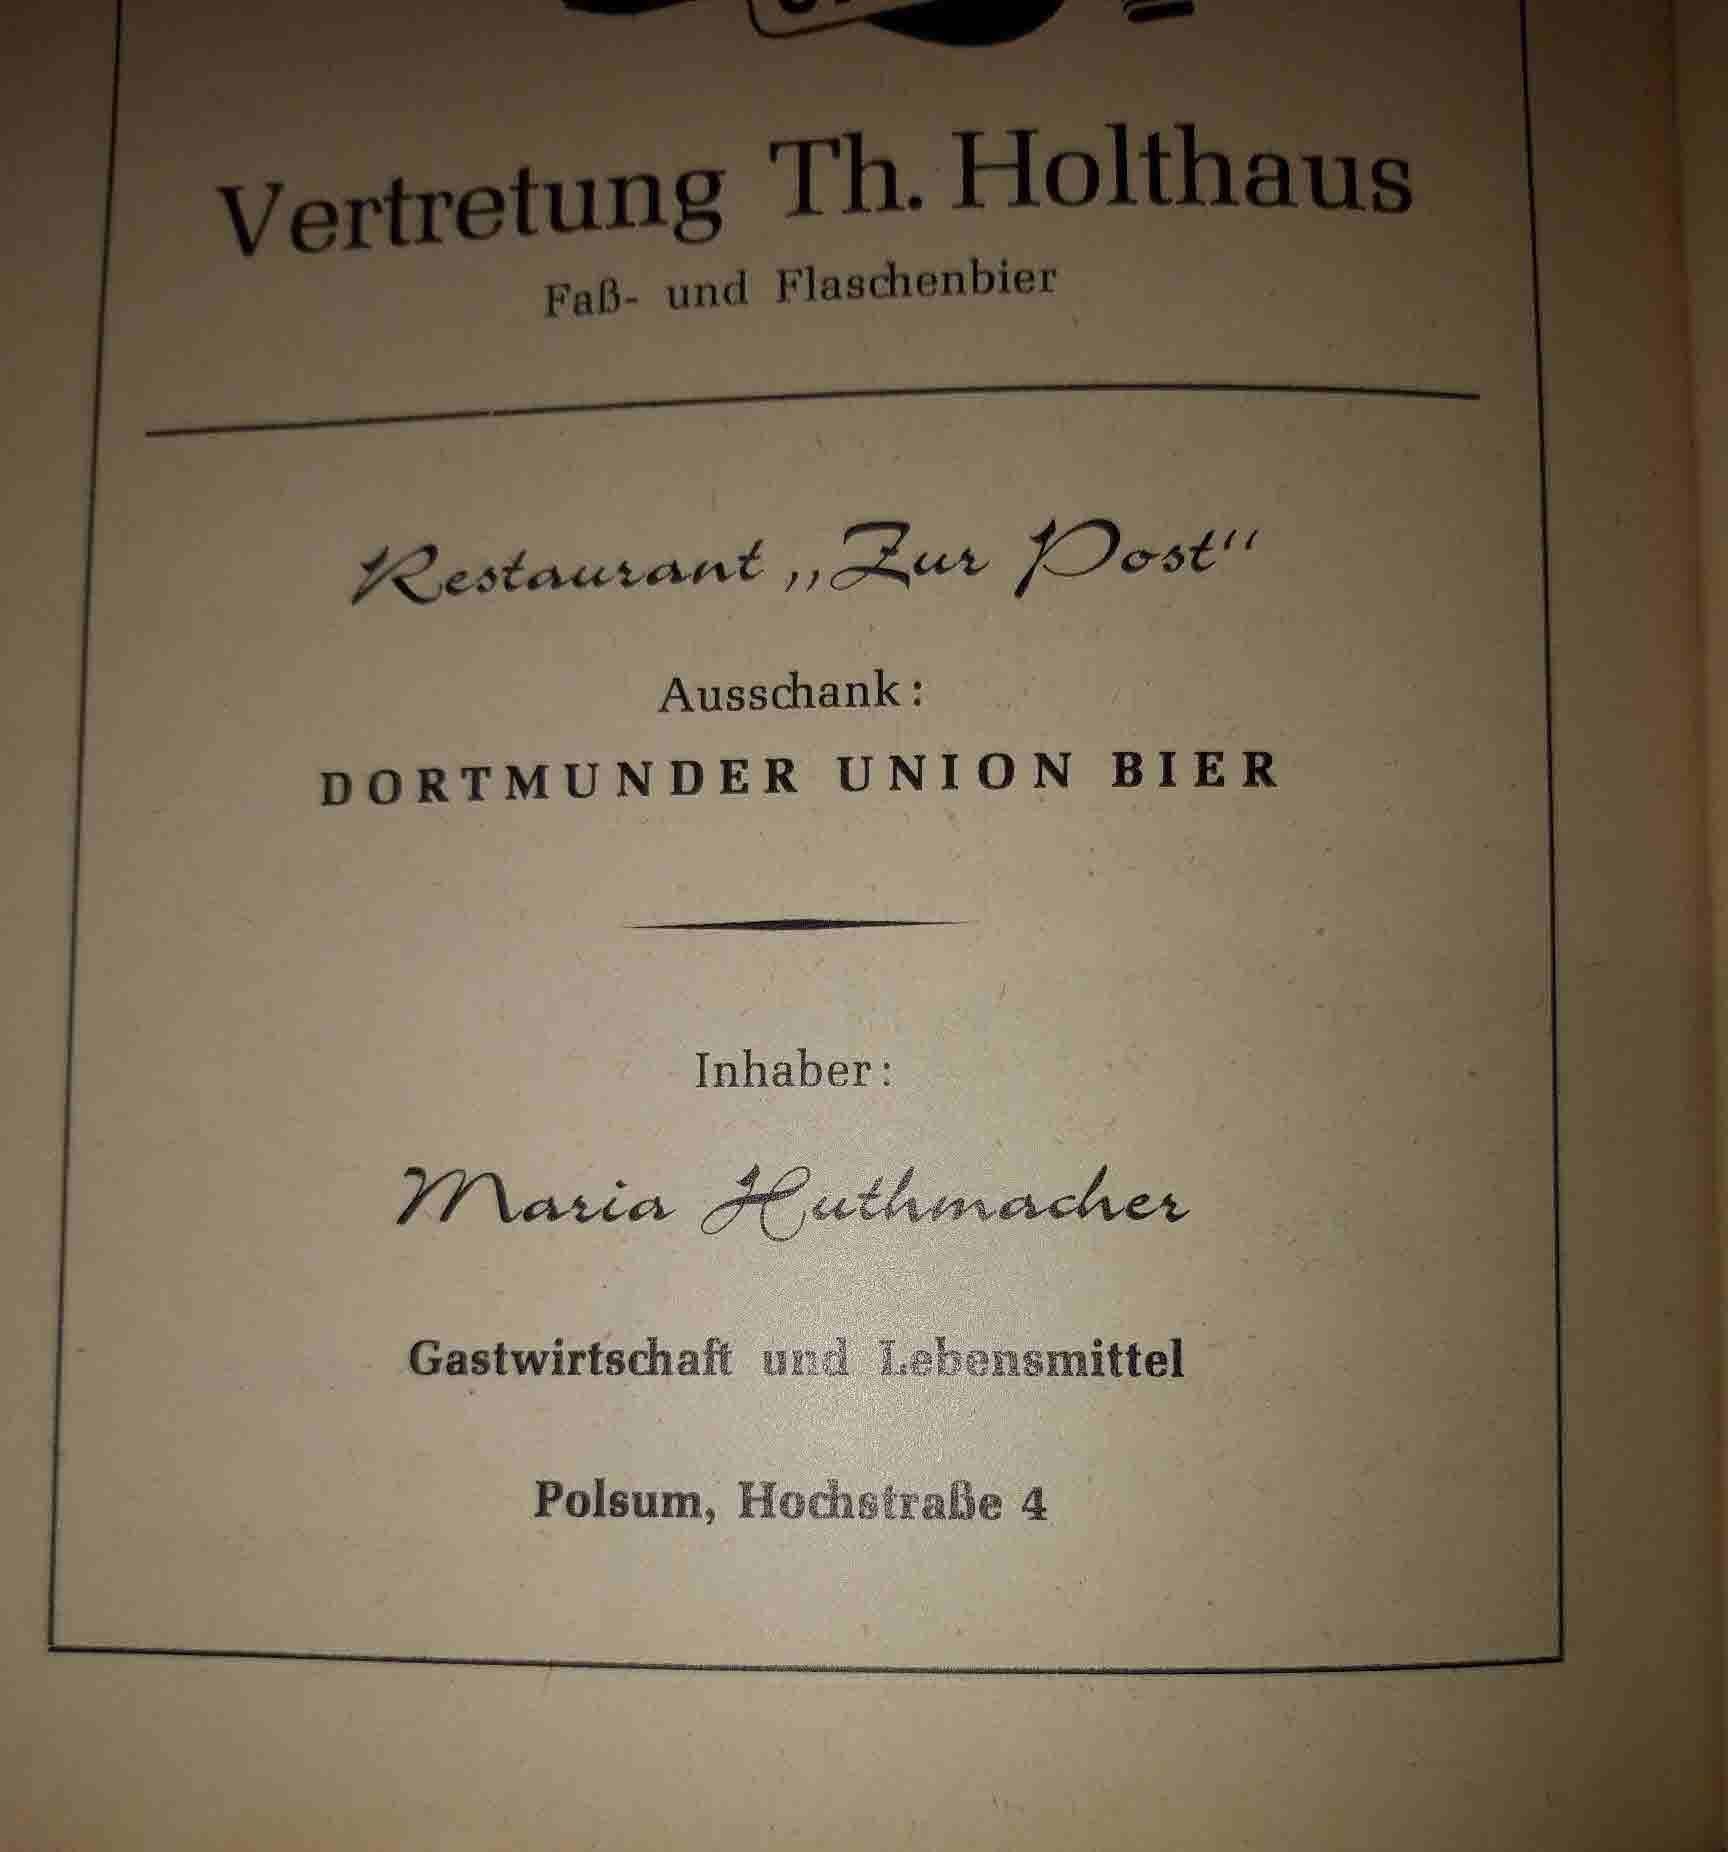 Vertretung Th. Holthaus
Faß- und Flaschenbier
Restaurant „Zur Post“
Ausschank:
DORTMUNDER UNION BIER
Inhaber:
Maria Huthmacher
Gastwirtschaft und Lebensmittel
Polsum, Hochstraße 4